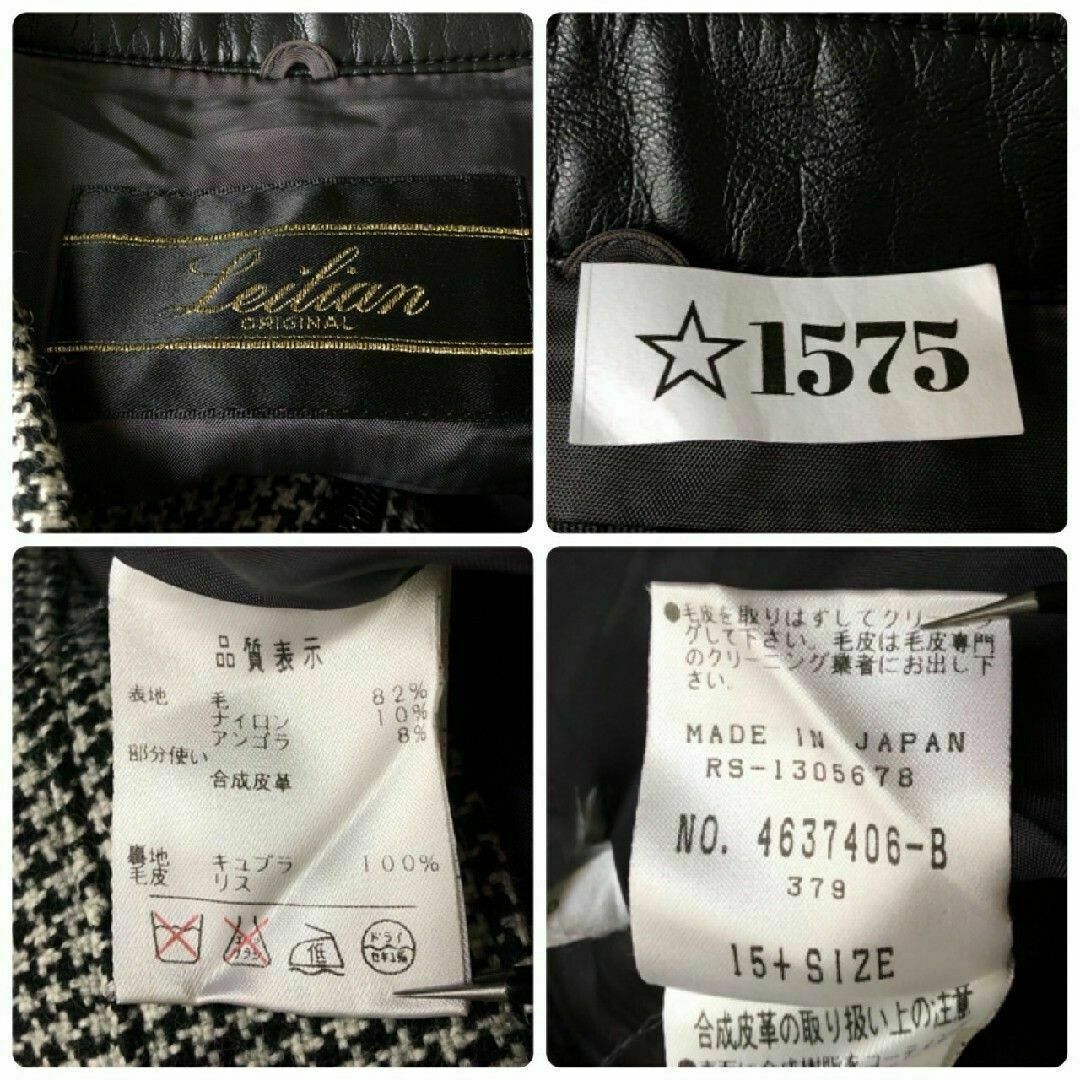 Leilian
ORIGINAL
☆1575
品質表示
表地 毛 82%
ナイロン 10%
アンゴラ 8%
部分使い
合成皮革
裏地 キュプラ 100%
毛皮 リス
低
ドライ
セキユ系
●毛皮を取りはずしてクリーニン
グして下さい。毛皮は毛皮専門
のクリーニング業者にお出し下
さい。
MADE IN JAPAN
RS-1305678
NO. 4637406-B
379
15+SIZE
合成皮革の取り扱い上の注意